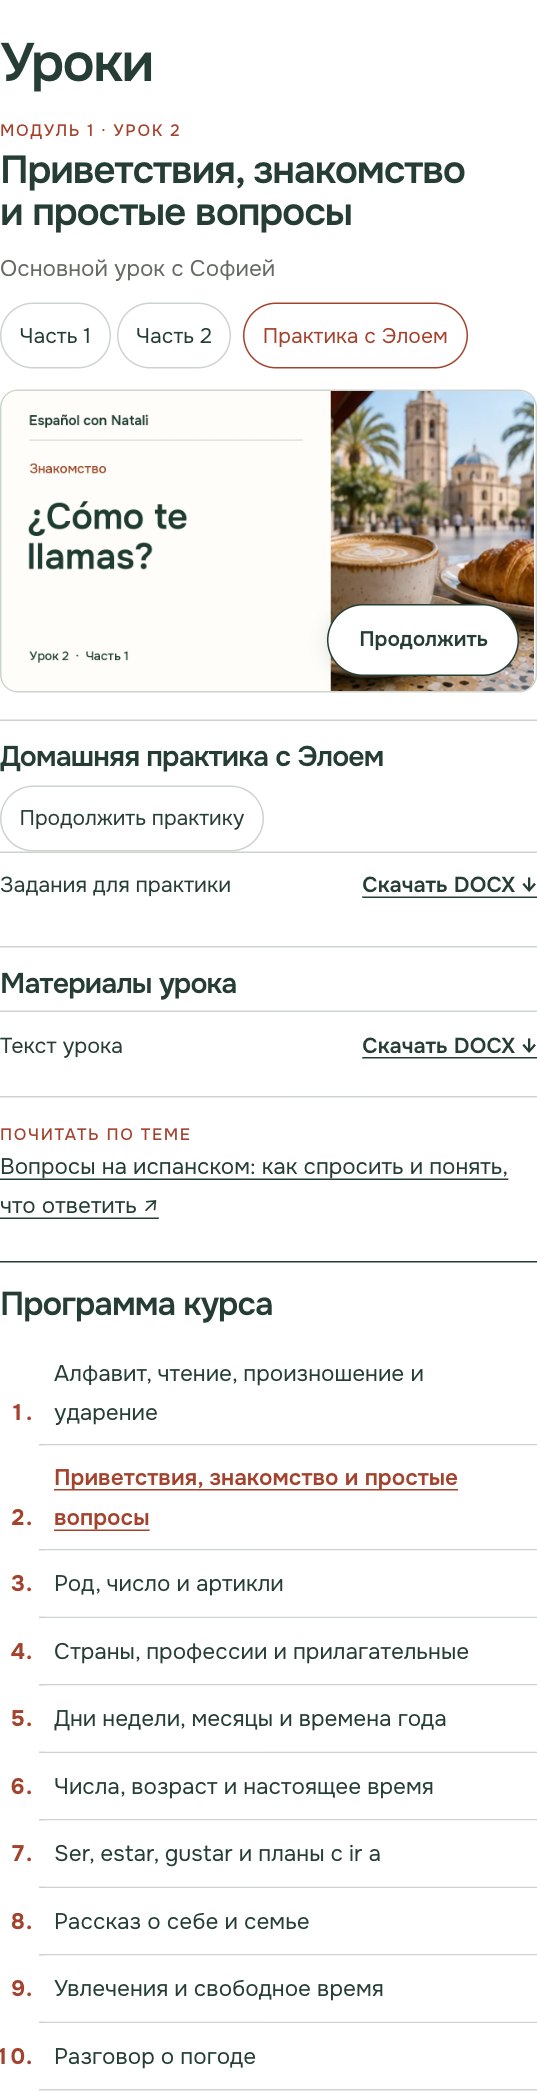 Уроки
МОДУЛЬ 1 · УРОК 2
Приветствия, знакомство
и простые вопросы
Основной урок с Софией
Часть 1
Часть 2
Практика с Элоем
Español con Natali
Знакомство
¿Cómo te
llamas?
Урок 2 · Часть 1
Продолжить
Домашняя практика с Элоем
Продолжить практику
Задания для практики
Скачать DOCX ↓
Материалы урока
Текст урока
Скачать DOCX ↓
ПОЧИТАТЬ ПО ТЕМЕ
Вопросы на испанском: как спросить и понять,
что ответить ↗
Программа курса
Алфавит, чтение, произношение и
1. ударение
Приветствия, знакомство и простые
2. вопросы
3. Род, число и артикли
4. Страны, профессии и прилагательные
5. Дни недели, месяцы и времена года
6. Числа, возраст и настоящее время
7. Ser, estar, gustar и планы с ir a
8. Рассказ о себе и семье
9. Увлечения и свободное время
10. Разговор о погоде